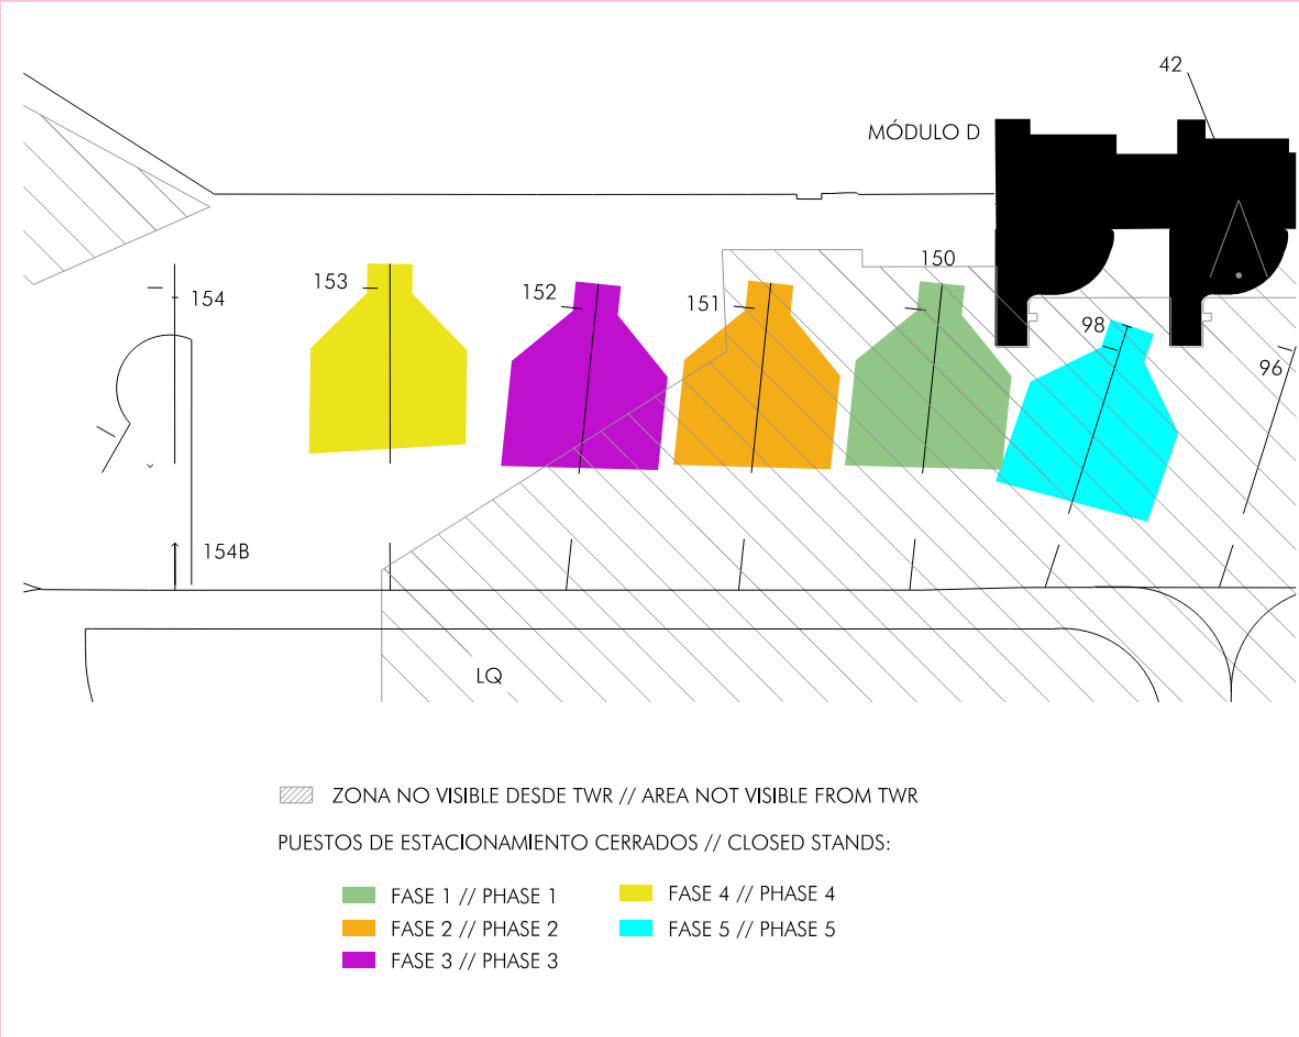 42
MÓDULO D
150
153
152
154
151
98
96
154B
LQ
ZONA NO VISIBLE DESDE TWR // AREA NOT VISIBLE FROM TWR
PUESTOS DE ESTACIONAMIENTO CERRADOS // CLOSED STANDS:
FASE 1 // PHASE 1
FASE 2 // PHASE 2
FASE 3 // PHASE 3
FASE 4 // PHASE 4
FASE 5 // PHASE 5